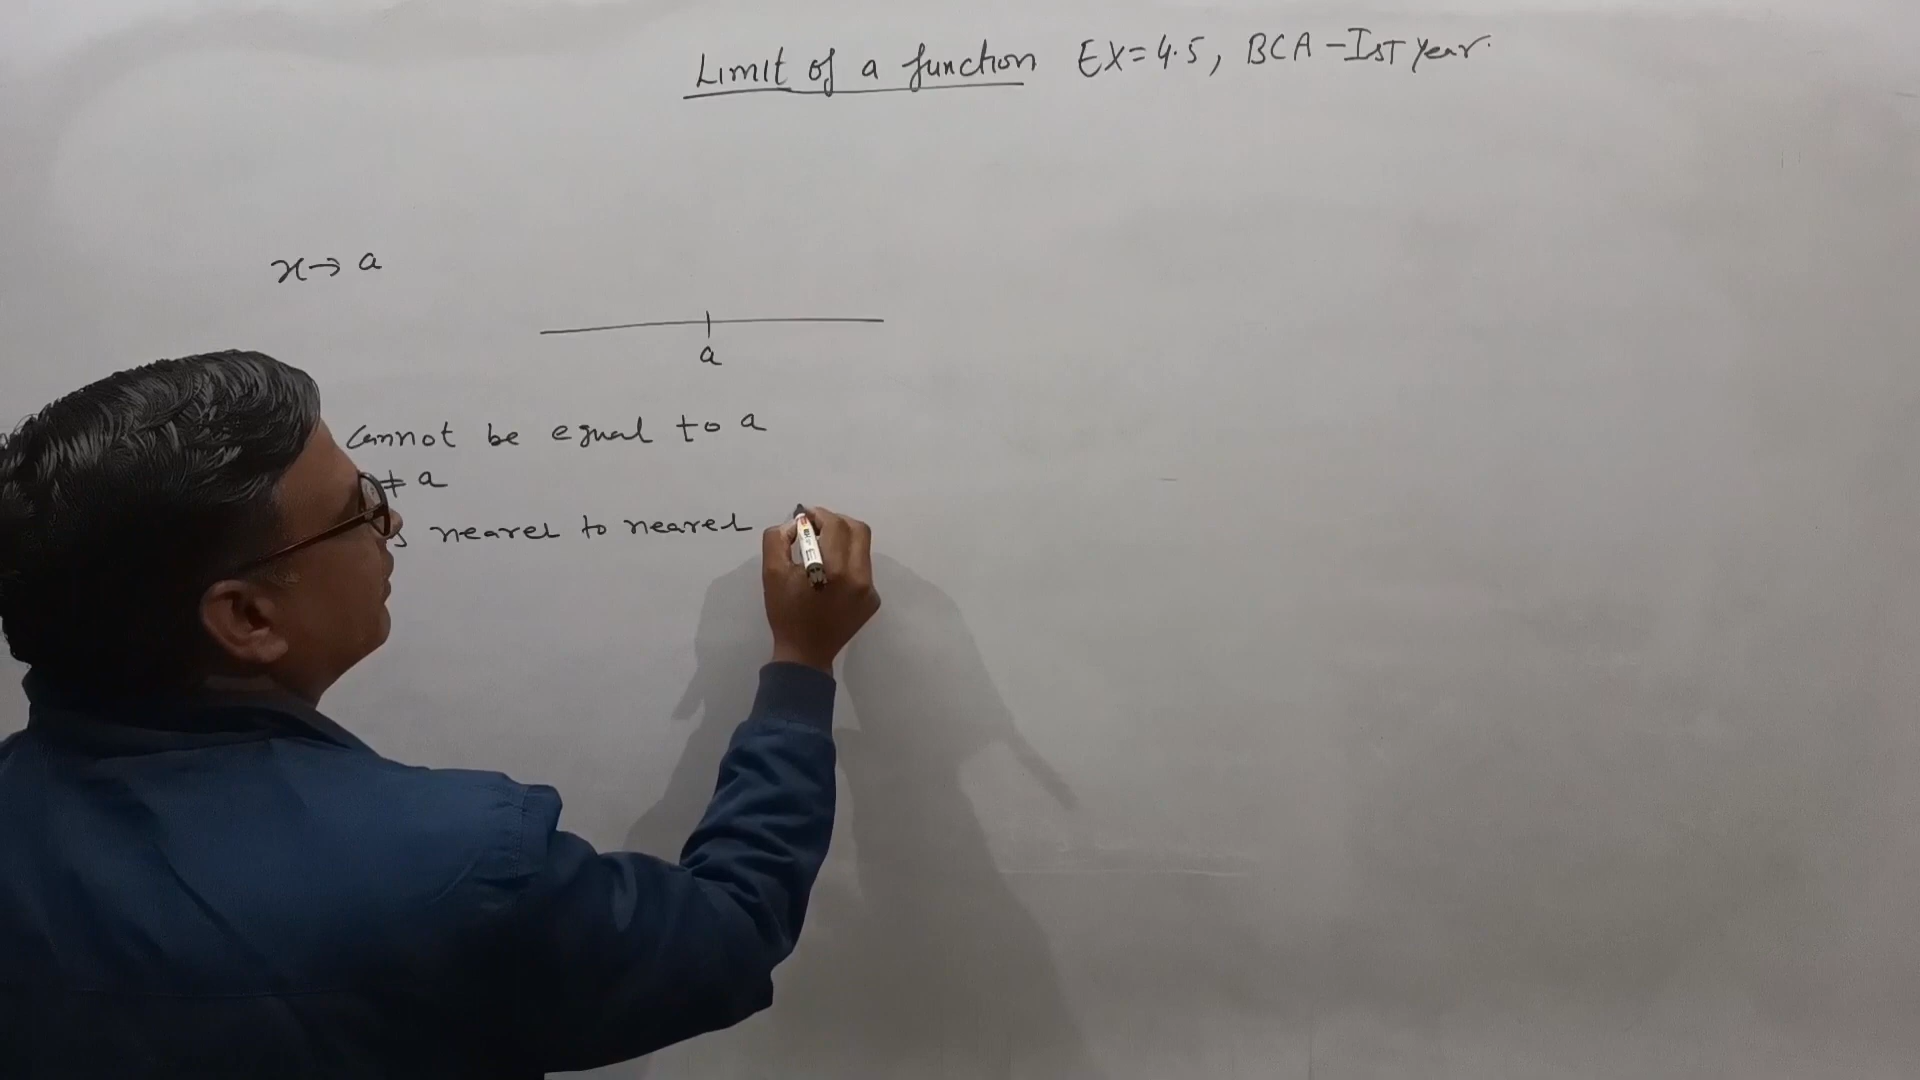 Limit of a function EX=4.5, BCA-Ist year.
x→ a
a
Cannot be equal to a
≠ a
s nearer to nearer